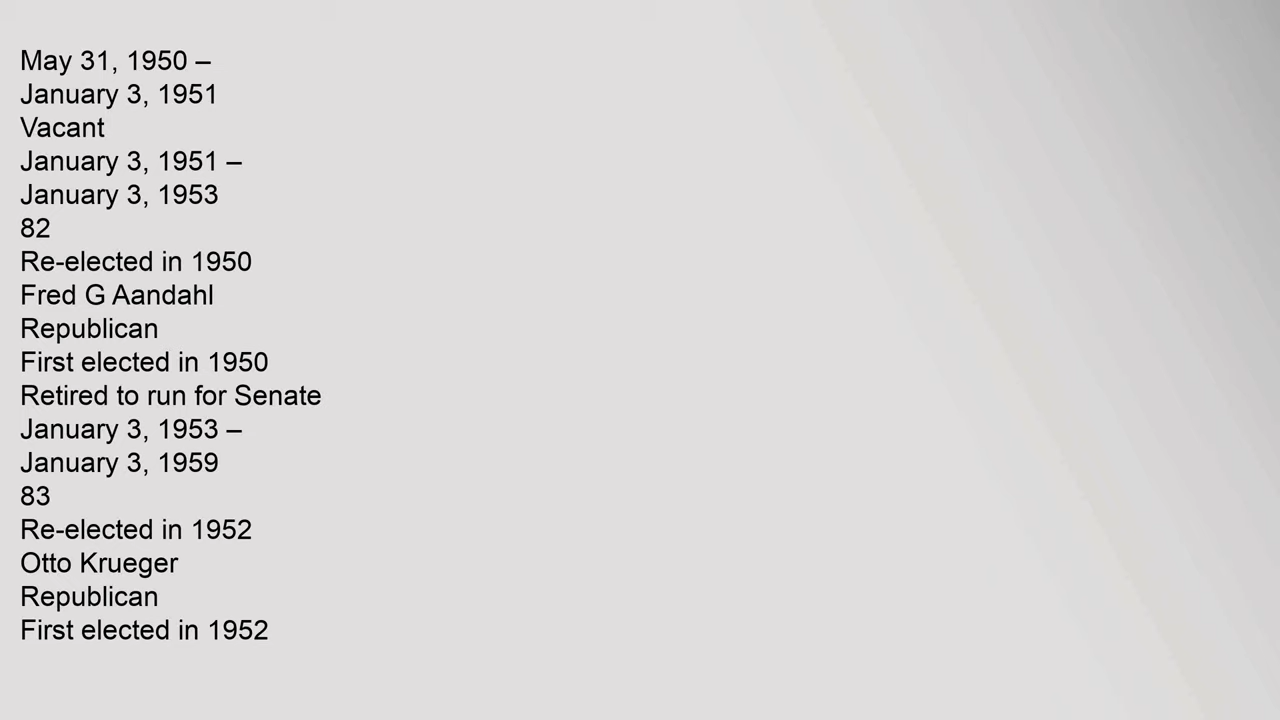 May 31, 1950 –
January 3, 1951
Vacant
January 3, 1951 –
January 3, 1953
82
Re-elected in 1950
Fred G Aandahl
Republican
First elected in 1950
Retired to run for Senate
January 3, 1953 –
January 3, 1959
83
Re-elected in 1952
Otto Krueger
Republican
First elected in 1952